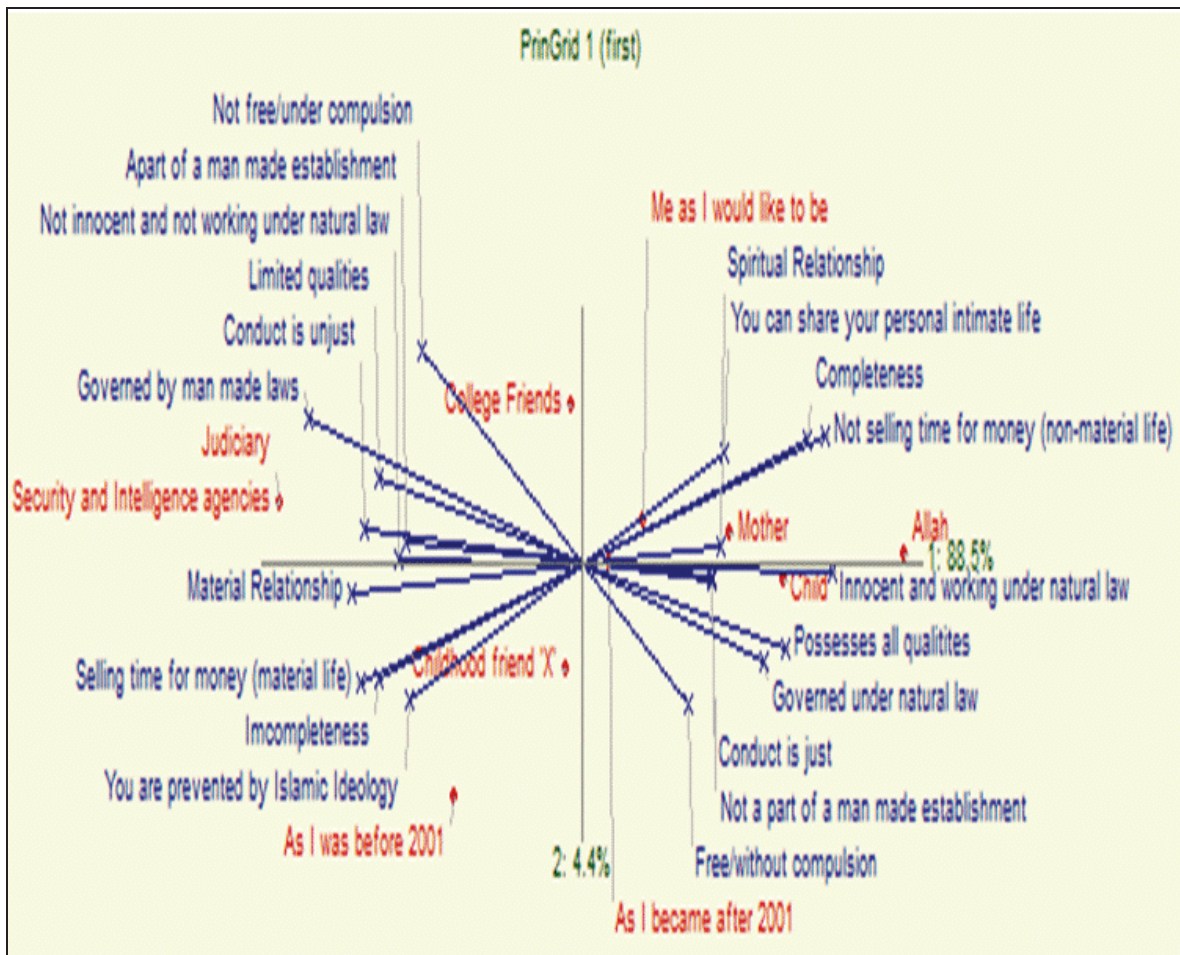 PrinGrid 1 (first)
Not free/under compulsion
Apart of a man made establishment
Not innocent and not working under natural law
Limited qualities
Conduct is unjust
Governed by man made laws
Judiciary
Security and Intelligence agencies
College Friends
Me as I would like to be
Spiritual Relationship
You can share your personal intimate life
Completeness
Not selling time for money (non-material life)
Mother
Allah
1: 88,5%
Child
Innocent and working under natural law
Material Relationship
Possesses all qualitites
Selling time for money (material life)
Childhood friend 'X'
Governed under natural law
Imcompleteness
Conduct is just
You are prevented by Islamic Ideology
Not a part of a man made establishment
As I was before 2001
2: 4.4%
Free/without compulsion
As I became after 2001